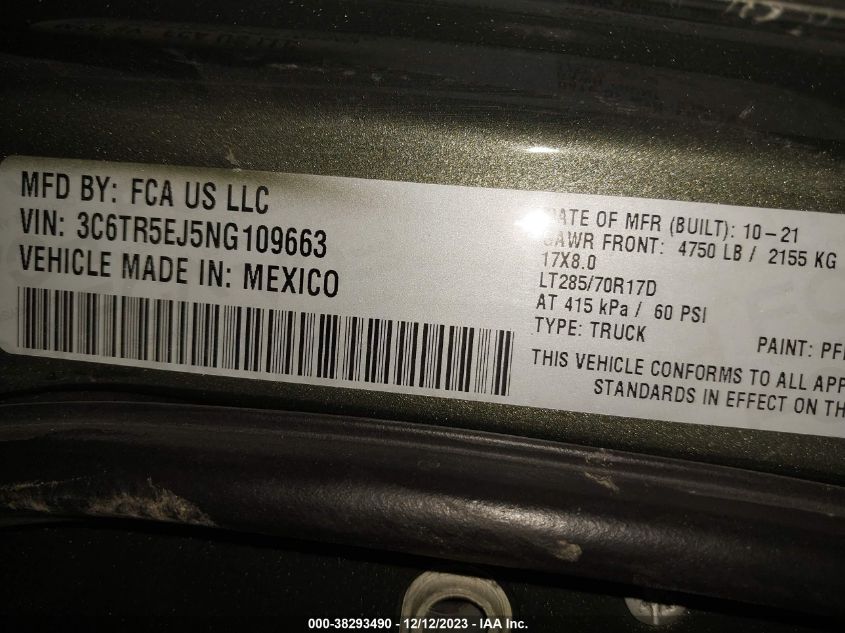 MFD BY: FCA US LLC
VIN: 3C6TR5EJ5NG109663
VEHICLE MADE IN: MEXICO
OF MFR (BUILT): 10-21
FRONT: 4750 LB / 2155 KG
17X8.0
LT285/70R17D
AT 415 kPa / 60 PSI
TYPE: TRUCK
PAINT:
THIS VEHICLE CONFORMS TO ALL
STANDARDS IN EFFECT ON
000-38293490 - 12/12/2023 - IAA Inc.